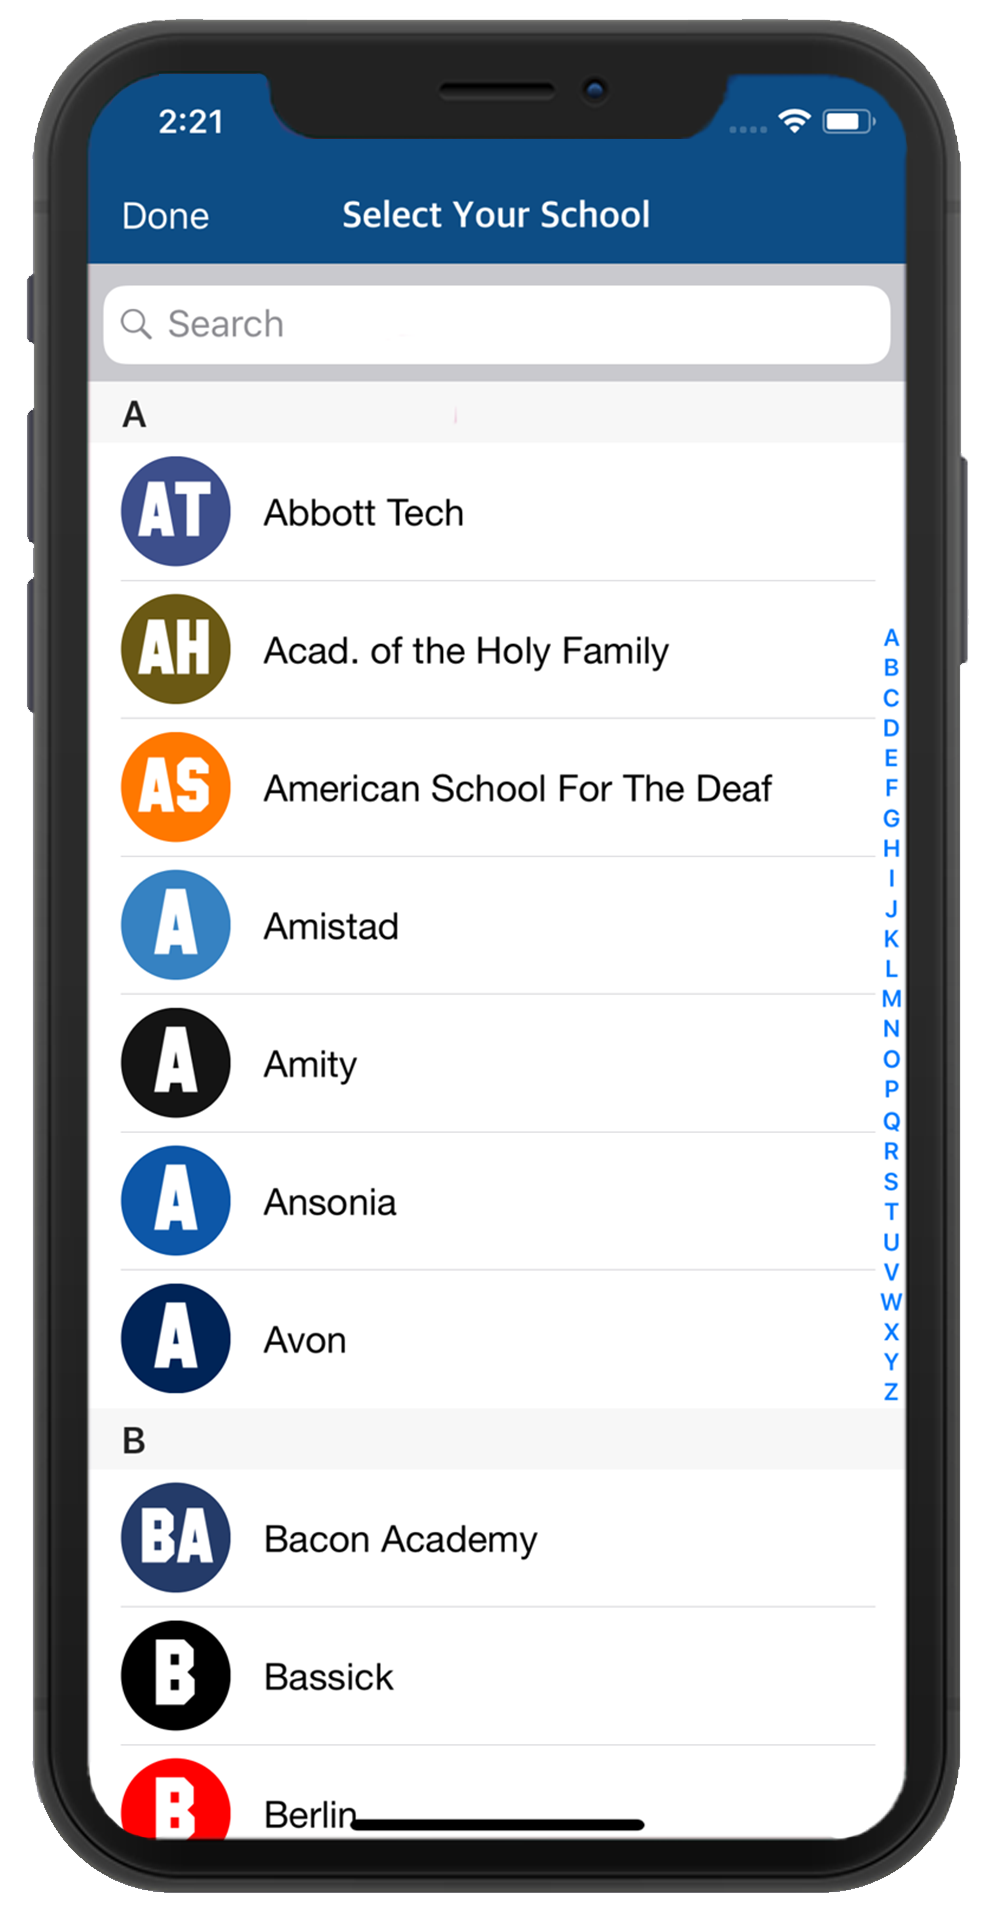 2:21
Done Select Your School
Search
A
AT Abbott Tech
AH Acad. of the Holy Family
AS American School For The Deaf
A Amistad
A Amity
A Ansonia
A Avon
B
BA Bacon Academy
B Bassick
B Berlin
A
B
C
D
E
F
G
H
I
J
K
L
M
N
O
P
Q
R
S
T
U
V
W
X
Y
Z